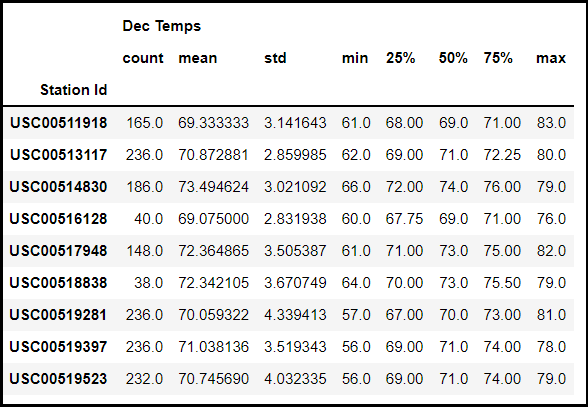 Dec Temps
count mean std min 25% 50% 75% max
Station Id
USC00511918 165.0 69.333333 3.141643 61.0 68.00 69.0 71.00 83.0
USC00513117 236.0 70.872881 2.859985 62.0 69.00 71.0 72.25 80.0
USC00514830 186.0 73.494624 3.021092 66.0 72.00 74.0 76.00 79.0
USC00516128 40.0 69.075000 2.831938 60.0 67.75 69.0 71.00 76.0
USC00517948 148.0 72.364865 3.505387 61.0 71.00 73.0 75.00 82.0
USC00518838 38.0 72.342105 3.670749 64.0 70.00 73.0 75.50 79.0
USC00519281 236.0 70.059322 4.339413 57.0 67.00 70.0 73.00 81.0
USC00519397 236.0 71.038136 3.519343 56.0 69.00 71.0 74.00 78.0
USC00519523 232.0 70.745690 4.032335 56.0 69.00 71.0 74.00 79.0